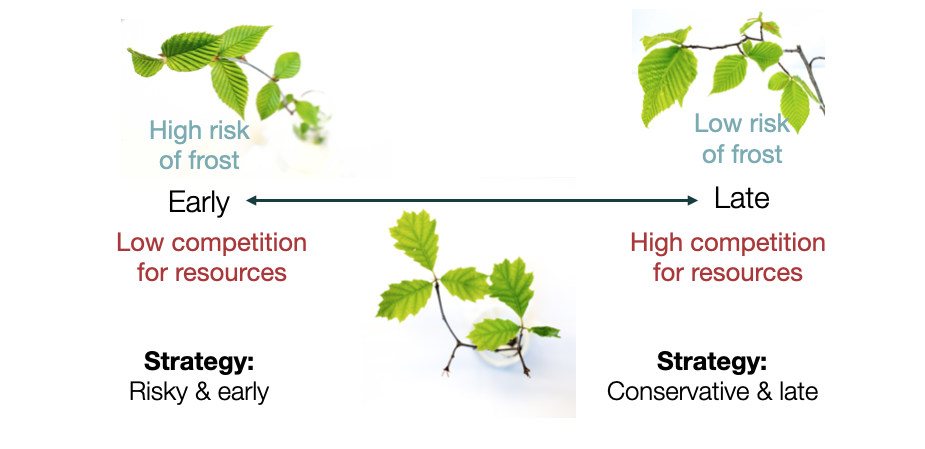 High risk
of frost
Low risk
of frost
Early
Late
Low competition
for resources
High competition
for resources
Strategy:
Risky & early
Strategy:
Conservative & late